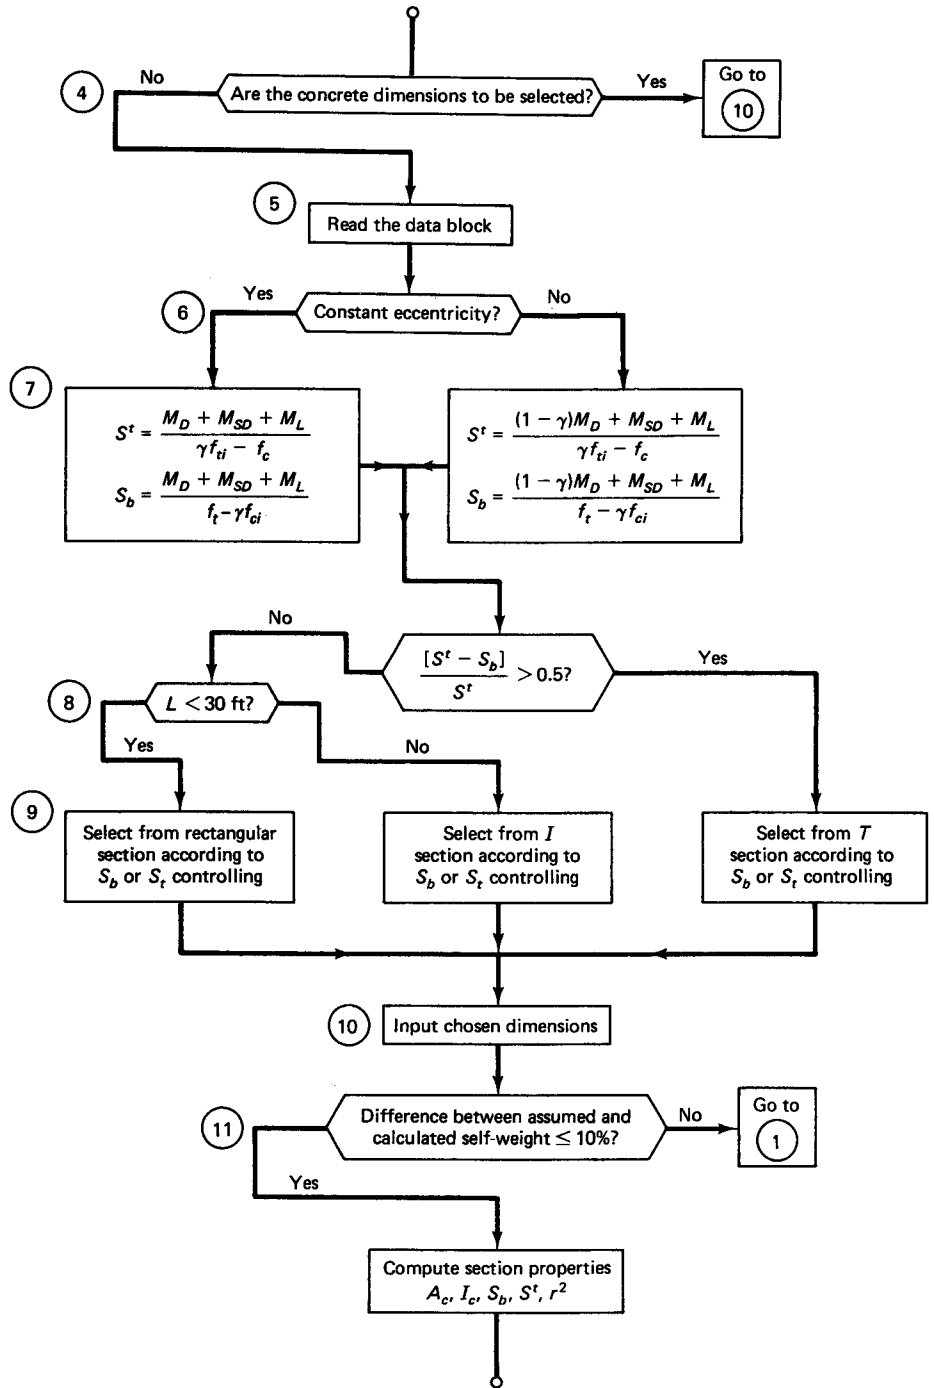 4
No
Are the concrete dimensions to be selected?
Yes
Go to
10
5
Read the data block
6
Yes
Constant eccentricity?
No
7
S^t = (M_D + M_SD + M_L) / (γf_ti − f_c)
S_b = (M_D + M_SD + M_L) / (f_t − γf_ci)
S^t = ((1 − γ)M_D + M_SD + M_L) / (γf_ti − f_c)
S_b = ((1 − γ)M_D + M_SD + M_L) / (f_t − γf_ci)
No
[S^t − S_b] / S^t > 0.5?
Yes
8
L < 30 ft?
Yes
No
9
Select from rectangular
section according to
S_b or S_t controlling
Select from I
section according to
S_b or S_t controlling
Select from T
section according to
S_b or S_t controlling
10
Input chosen dimensions
11
Difference between assumed and
calculated self-weight ≤ 10%?
No
Go to
1
Yes
Compute section properties
A_c, I_c, S_b, S^t, r^2